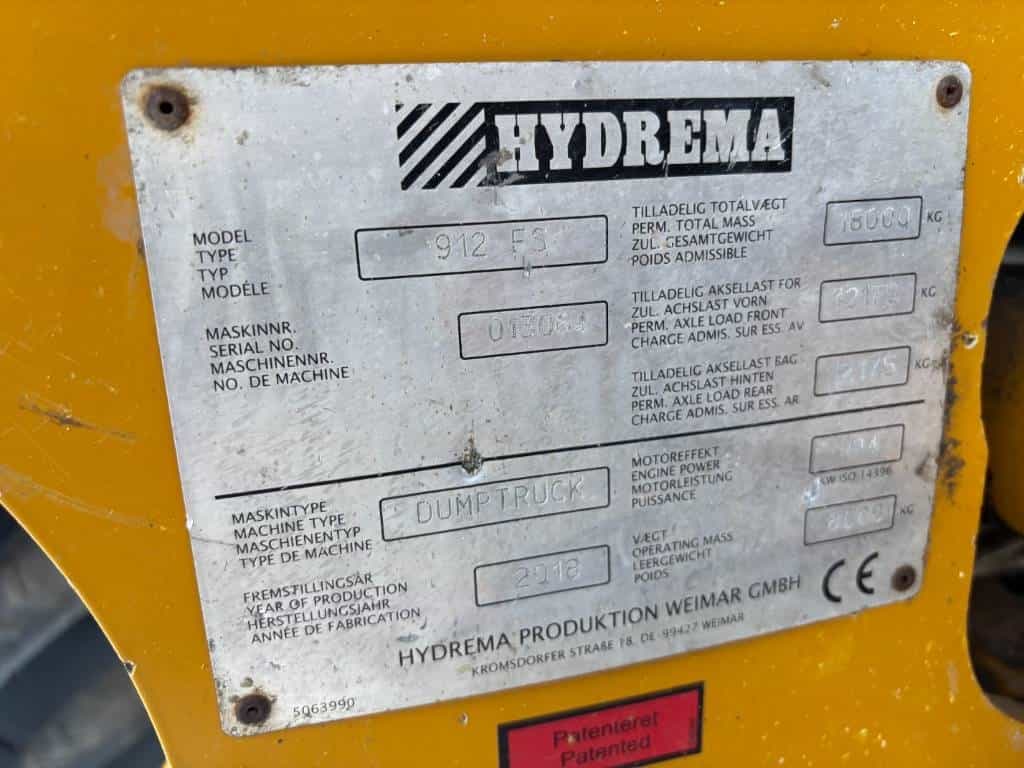 HYDREMA
MODEL
TYPE
TYP
MODÉLE
912 FS
MASKINNR.
SERIAL NO.
MASCHINENNR.
NO. DE MACHINE
TILLADELIG TOTALVÆGT
PERM. TOTAL MASS
ZUL. GESAMTGEWICHT
POIDS ADMISSIBLE
18000 KG
TILLADELIG AKSELLAST FOR
ZUL. ACHSLAST VORN
PERM. AXLE LOAD FRONT
CHARGE ADMIS. SUR ESS. AV
KG
TILLADELIG AKSELLAST BAG
ZUL. ACHSLAST HINTEN
PERM. AXLE LOAD REAR
CHARGE ADMIS. SUR ESS. AR
KG
MASKINTYPE
MACHINE TYPE
MASCHIENENTYP
TYPE DE MACHINE
DUMPTRUCK
FREMSTILLINGSÅR
YEAR OF PRODUCTION
HERSTELLUNGSJAHR
ANNÉE DE FABRICATION
2018
MOTOREFFEKT
ENGINE POWER
MOTORLEISTUNG
PUISSANCE
KW ISO 14396
VÆGT
OPERATING MASS
LEERGEWICHT
POIDS
KG
HYDREMA PRODUKTION WEIMAR GMBH
KROMSDORFER STRAßE 18, DE-99427 WEIMAR
CE
5063990
Patenteret
Patented